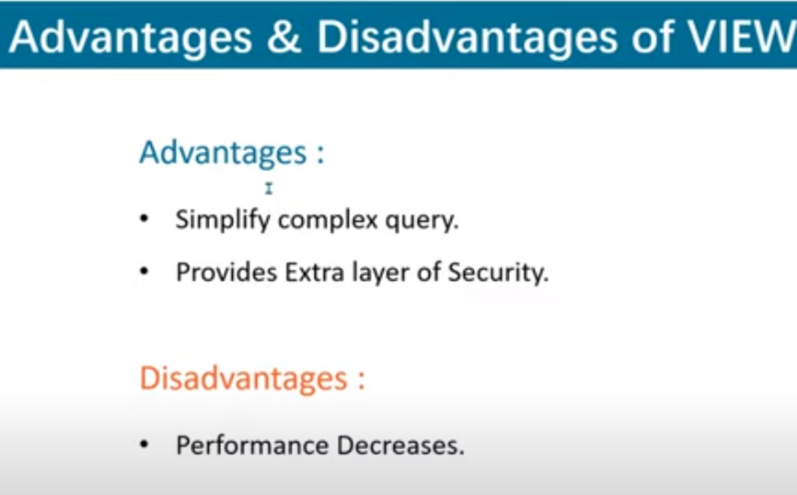 Advantages & Disadvantages of VIEW
Advantages :
• Simplify complex query.
• Provides Extra layer of Security.
Disadvantages :
• Performance Decreases.